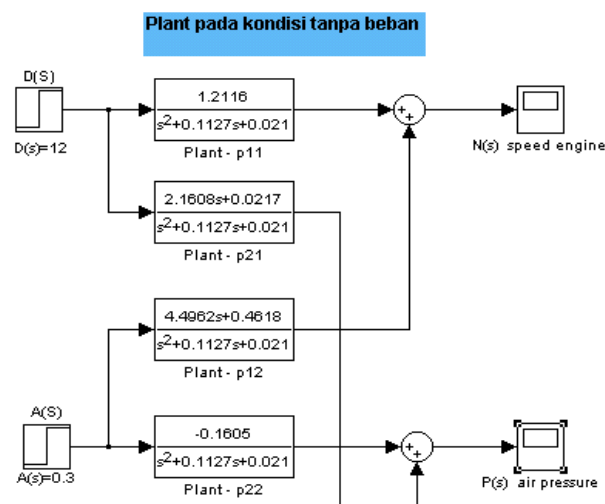 Plant pada kondisi tanpa beban
D(S)
D(s)=12
1.2116
s²+0.1127s+0.021
Plant - p11
++
N(s) speed engine
2.1608s+0.0217
s²+0.1127s+0.021
Plant - p21
4.4962s+0.4618
s²+0.1127s+0.021
Plant - p12
A(S)
A(s)=0.3
-0.1605
s²+0.1127s+0.021
Plant - p22
++
P(s) air pressure